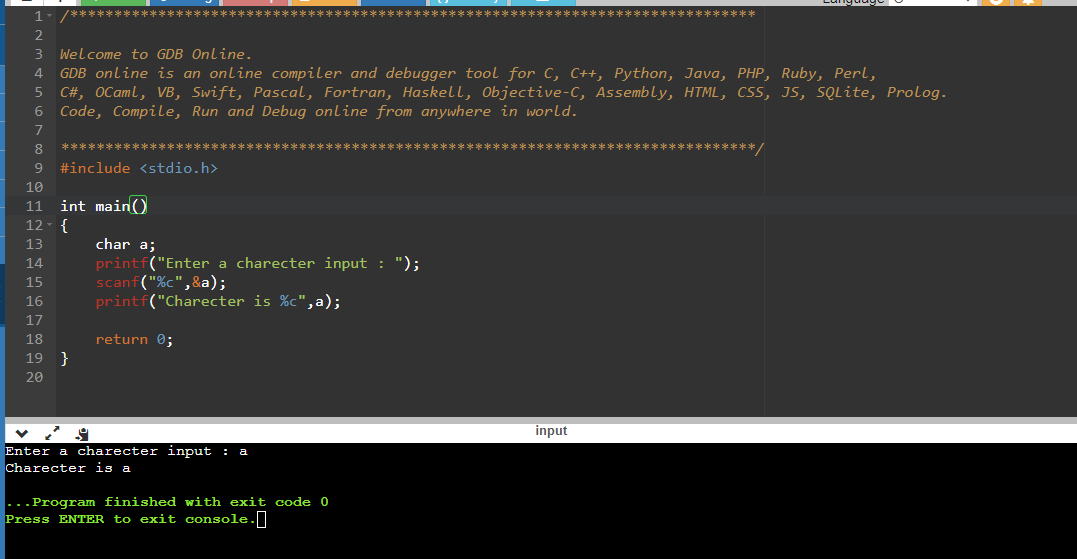 1 /******************************************************************************
2
3 Welcome to GDB Online.
4 GDB online is an online compiler and debugger tool for C, C++, Python, Java, PHP, Ruby, Perl,
5 C#, OCaml, VB, Swift, Pascal, Fortran, Haskell, Objective-C, Assembly, HTML, CSS, JS, SQLite, Prolog.
6 Code, Compile, Run and Debug online from anywhere in world.
7
8 *******************************************************************************/
9 #include <stdio.h>
10
11 int main()
12 {
13 char a;
14 printf("Enter a charecter input : ");
15 scanf("%c",&a);
16 printf("Charecter is %c",a);
17
18 return 0;
19 }
20
input
Enter a charecter input : a
Charecter is a
...Program finished with exit code 0
Press ENTER to exit console.